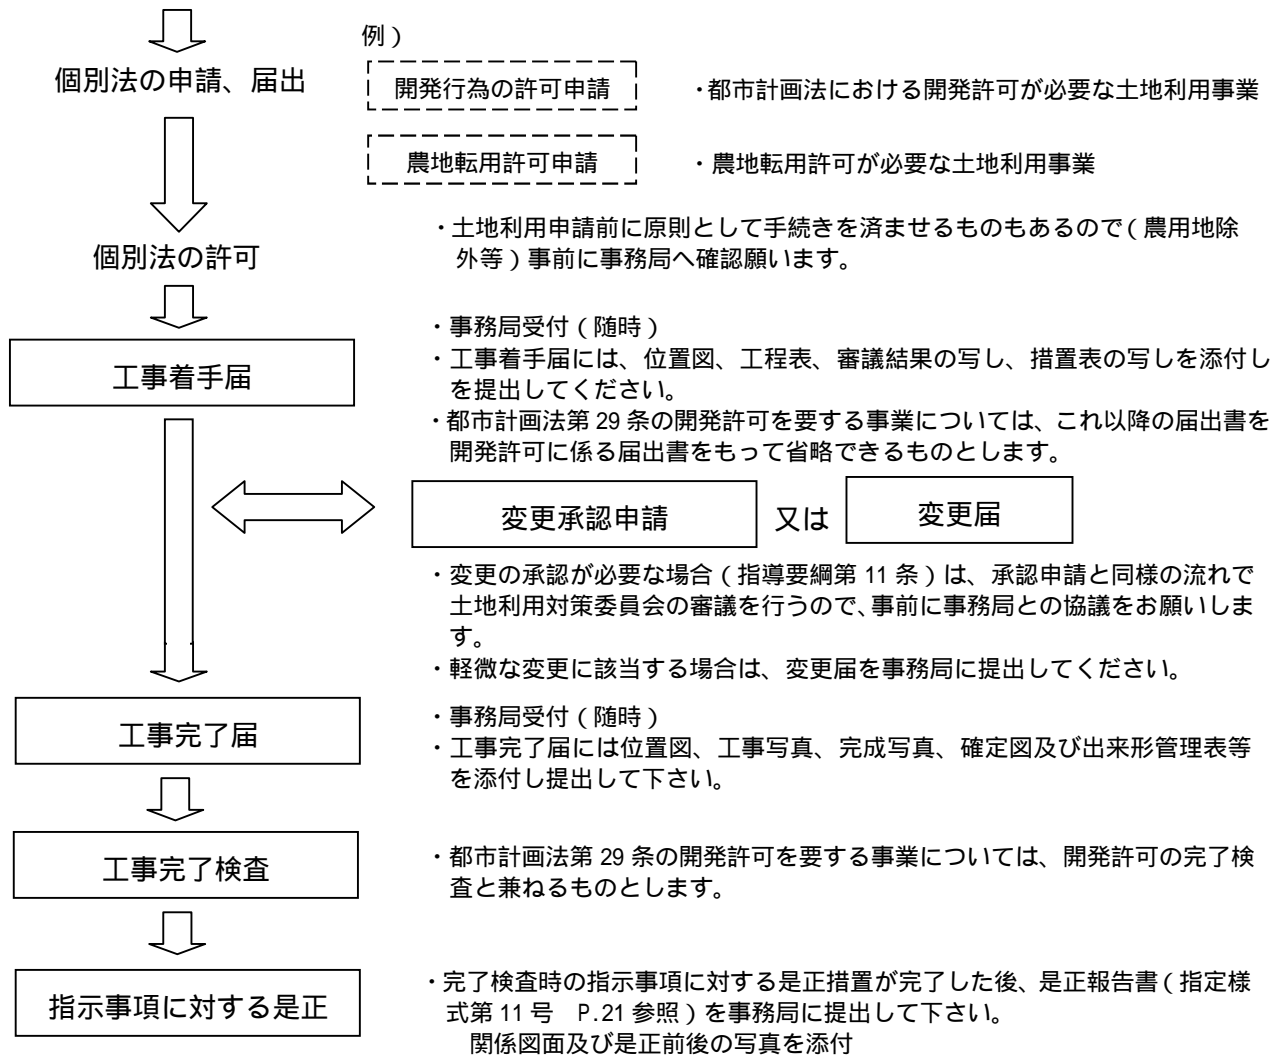 例）
個別法の申請、届出
開発行為の許可申請
・都市計画法における開発許可が必要な土地利用事業
農地転用許可申請
・農地転用許可が必要な土地利用事業
個別法の許可
・土地利用申請前に原則として手続きを済ませるものもあるので（農用地除
外等）事前に事務局へ確認願います。
工事着手届
・事務局受付（随時）
・工事着手届には、位置図、工程表、審議結果の写し、措置表の写しを添付し
を提出してください。
・都市計画法第 29 条の開発許可を要する事業については、これ以降の届出書を
開発許可に係る届出書をもって省略できるものとします。
変更承認申請 又は 変更届
・変更の承認が必要な場合（指導要綱第 11 条）は、承認申請と同様の流れで
土地利用対策委員会の審議を行うので、事前に事務局との協議をお願いしま
す。
・軽微な変更に該当する場合は、変更届を事務局に提出してください。
工事完了届
・事務局受付（随時）
・工事完了届には位置図、工事写真、完成写真、確定図及び出来形管理表等
を添付し提出して下さい。
工事完了検査
・都市計画法第 29 条の開発許可を要する事業については、開発許可の完了検
査と兼ねるものとします。
指示事項に対する是正
・完了検査時の指示事項に対する是正措置が完了した後、是正報告書（指定様
式第 11 号　P.21 参照）を事務局に提出して下さい。
関係図面及び是正前後の写真を添付